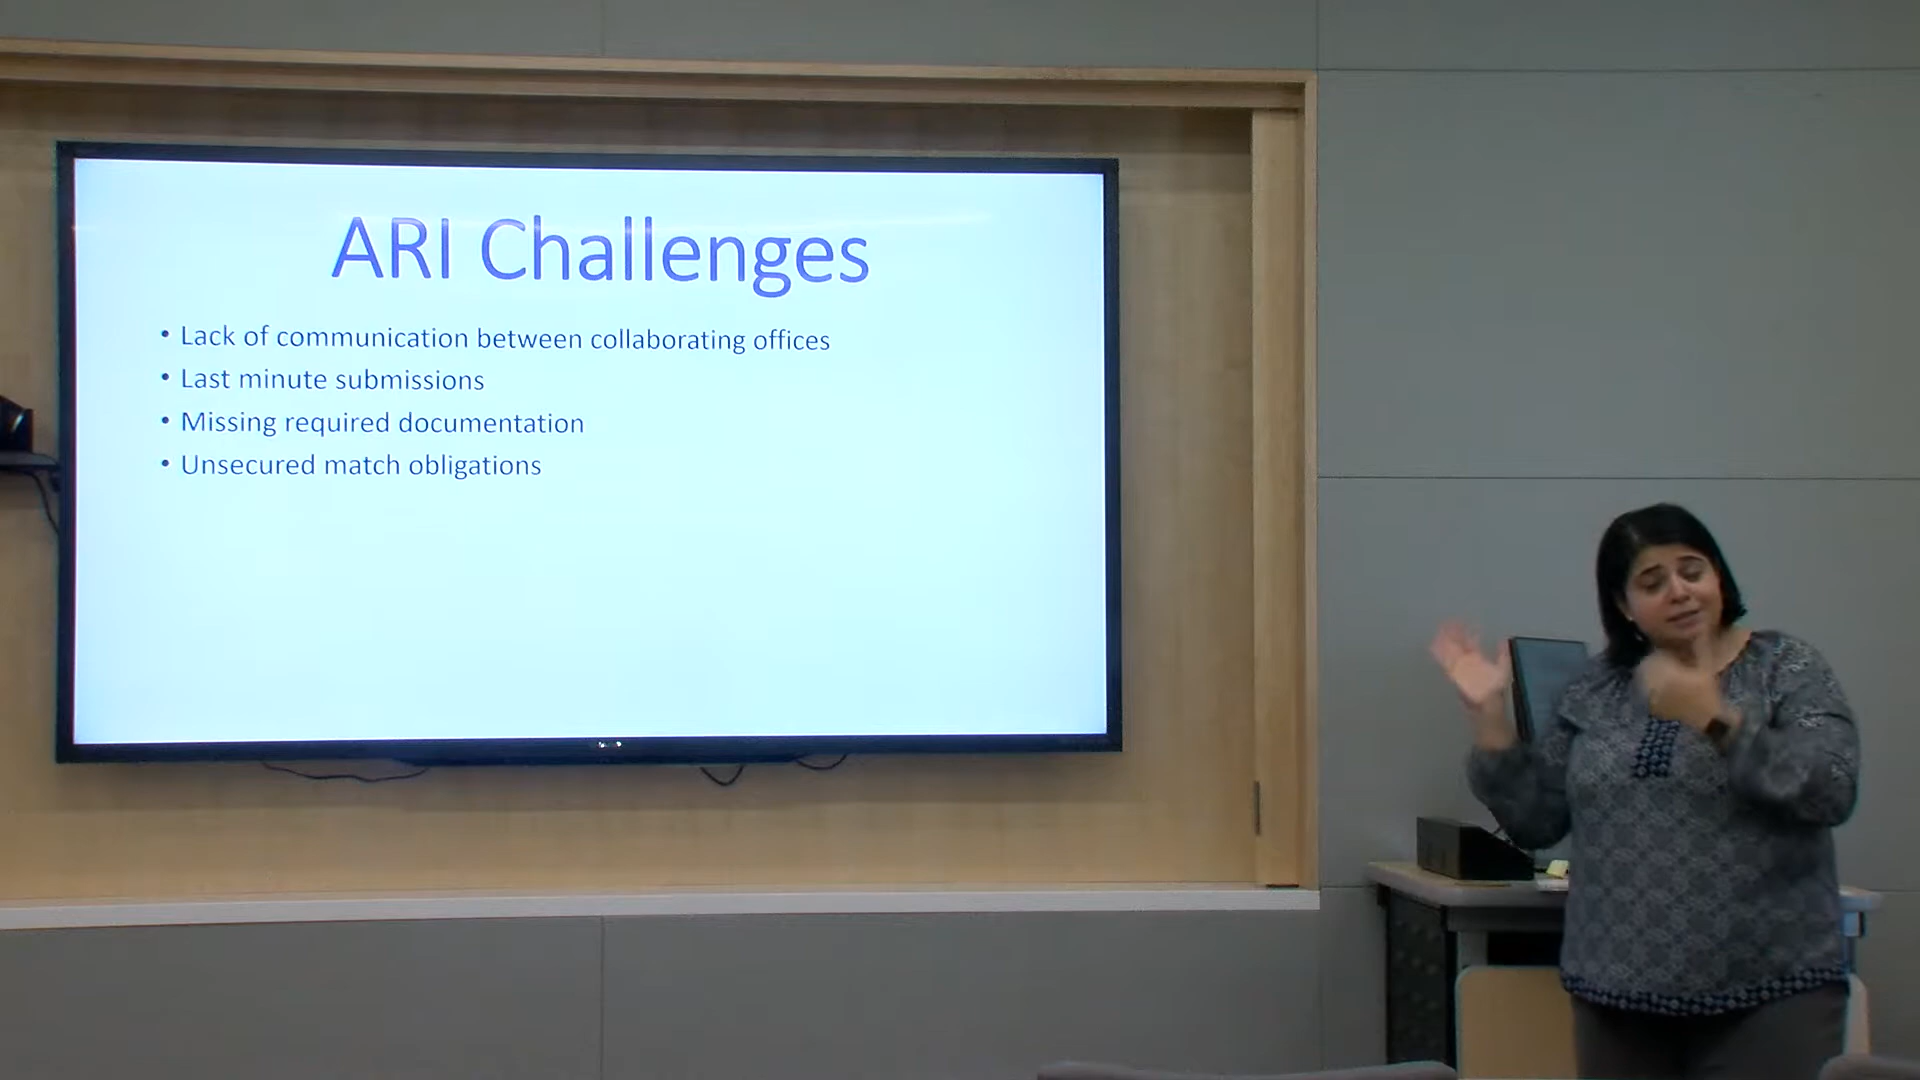 ARI Challenges
• Lack of communication between collaborating offices
• Last minute submissions
• Missing required documentation
• Unsecured match obligations